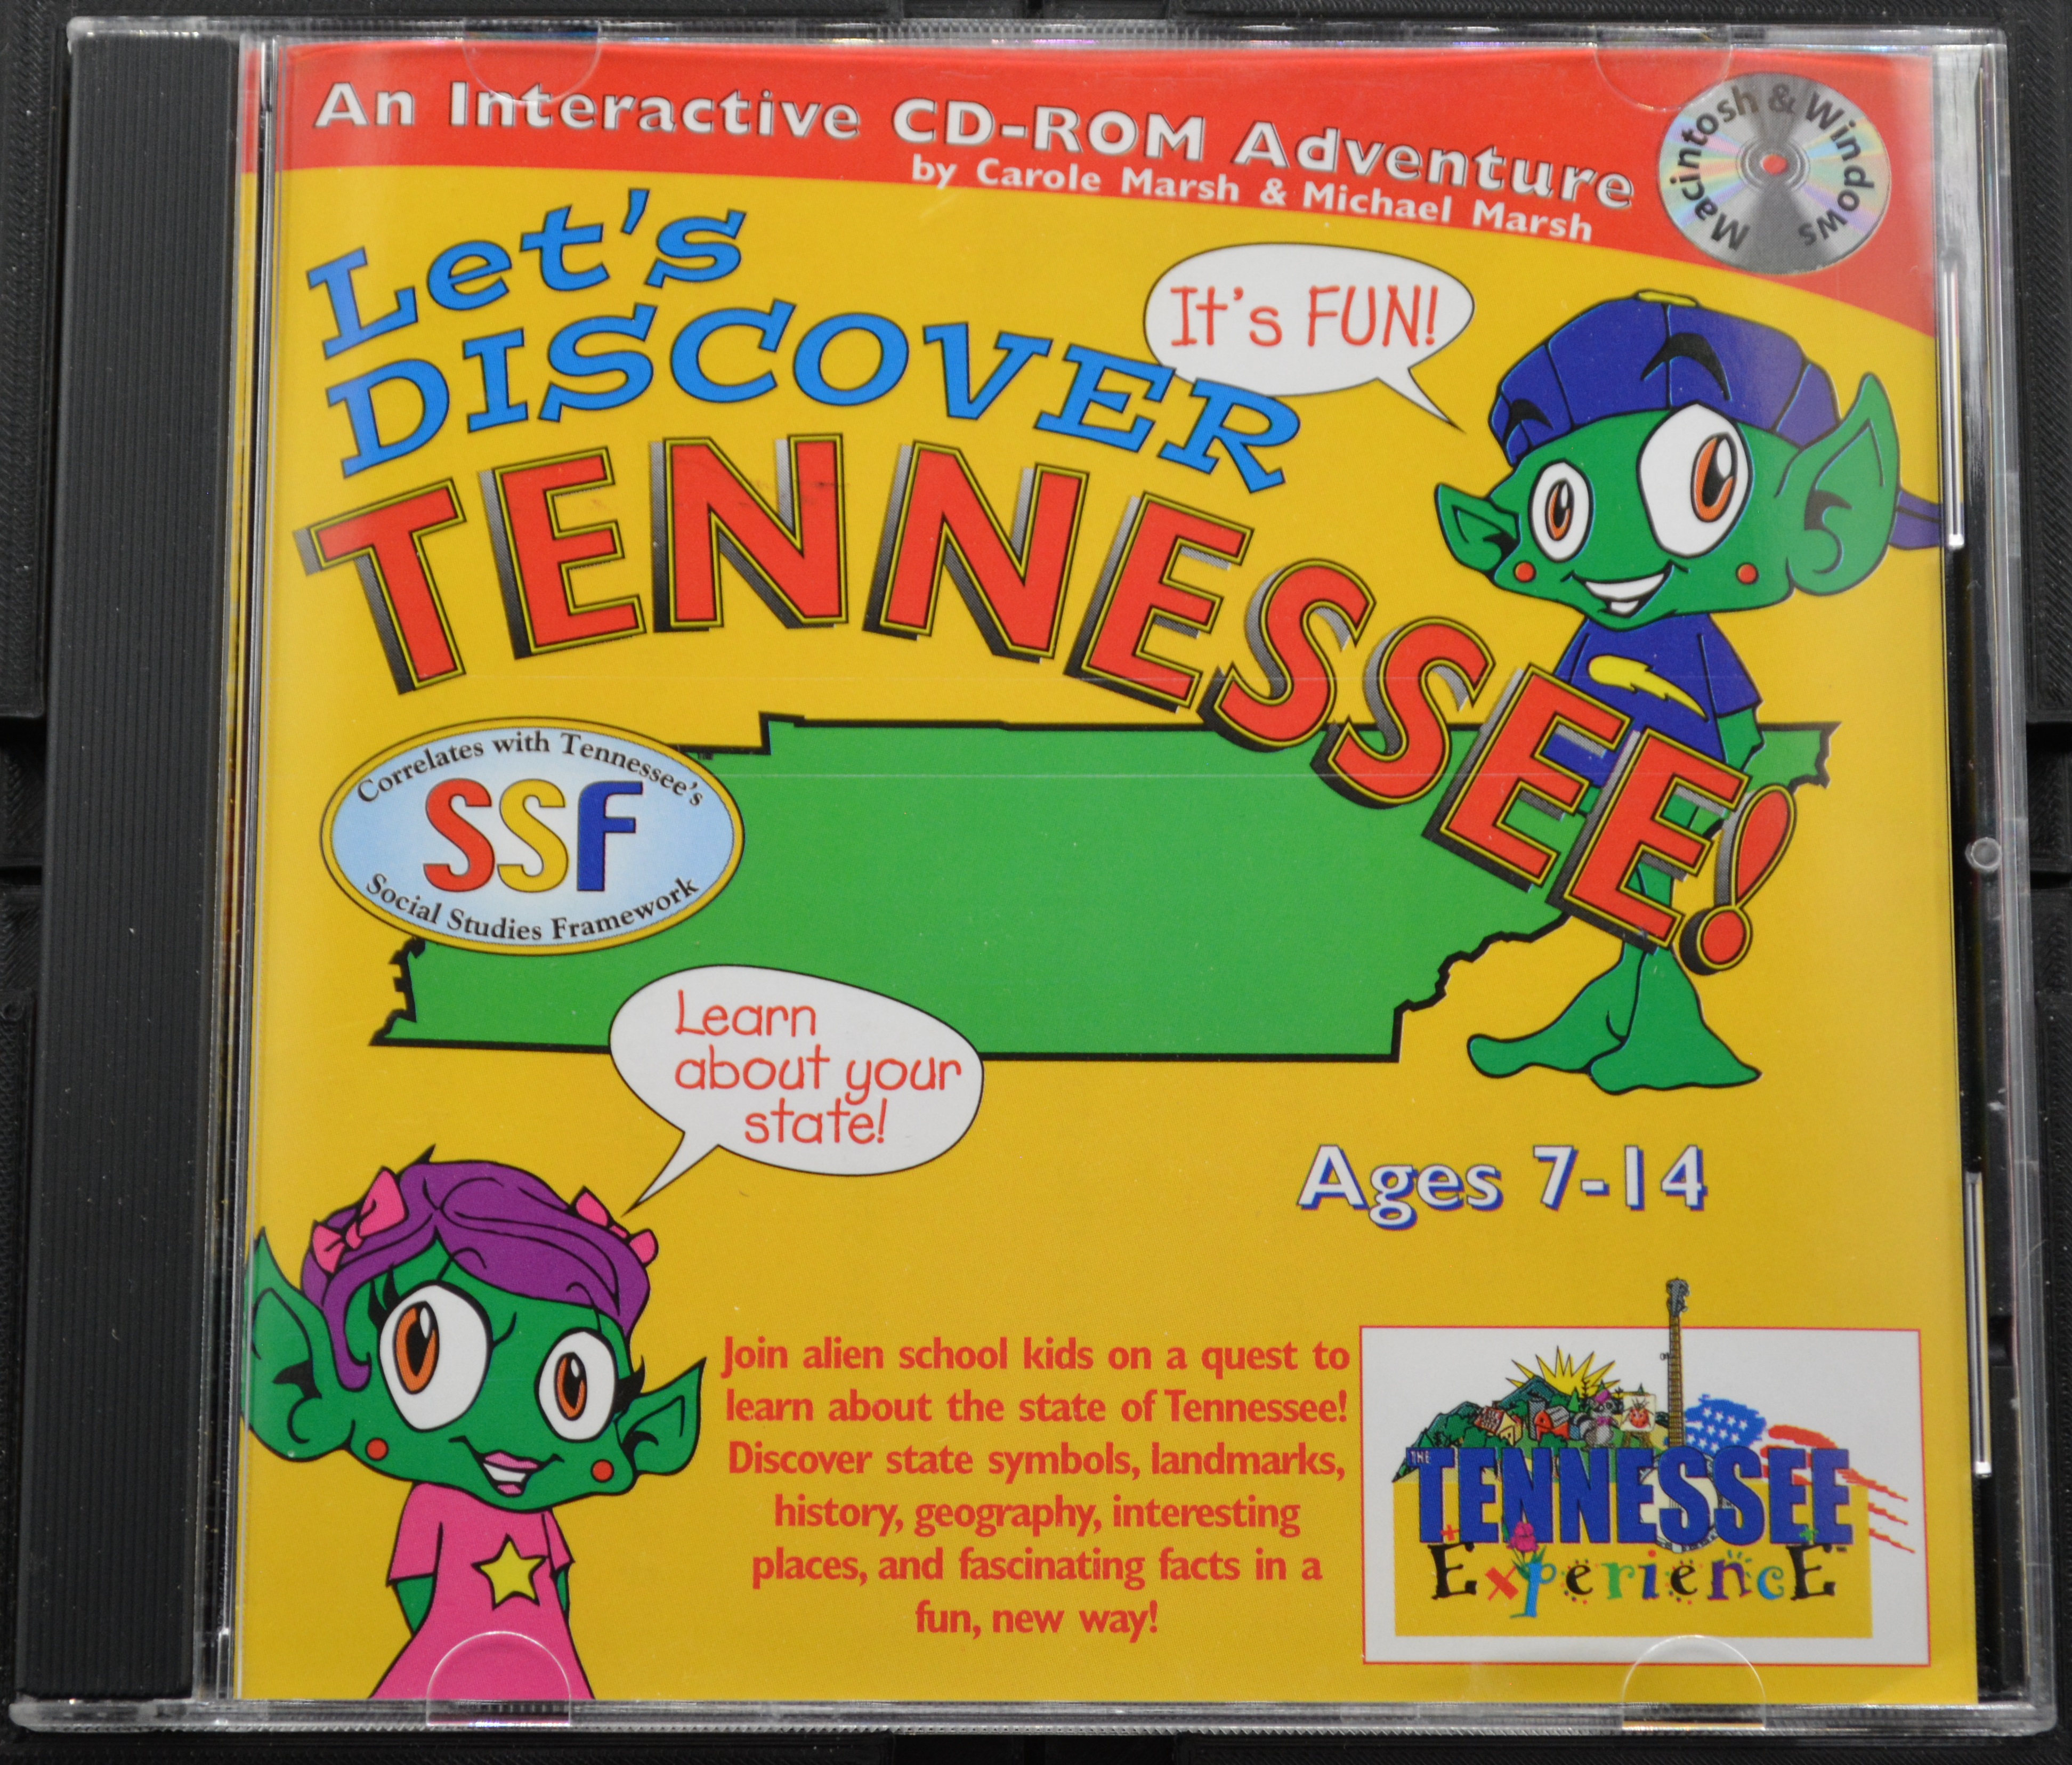 An Interactive CD-ROM Adventure
by Carole Marsh & Michael Marsh
Macintosh & Windows
Let's
DISCOVER
TENNESSEE!
It's FUN!
Correlates with Tennessee's
SSF
Social Studies Framework
Learn
about your
state!
Ages 7-14
Join alien school kids on a quest to
learn about the state of Tennessee!
Discover state symbols, landmarks,
history, geography, interesting
places, and fascinating facts in a
fun, new way!
THE
TENNESSEE
ExperiencE